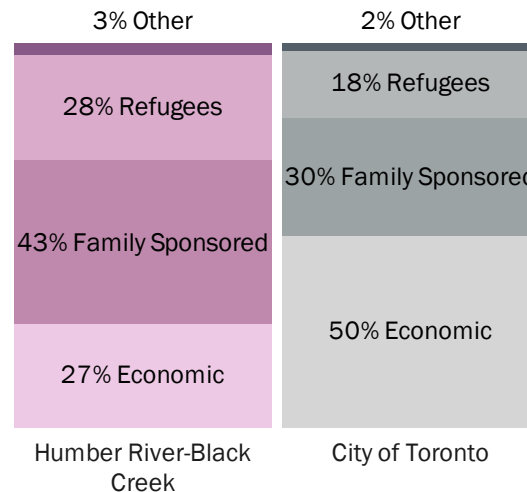 3% Other
28% Refugees
43% Family Sponsored
27% Economic
Humber River-Black
Creek
2% Other
18% Refugees
30% Family Sponsored
50% Economic
City of Toronto